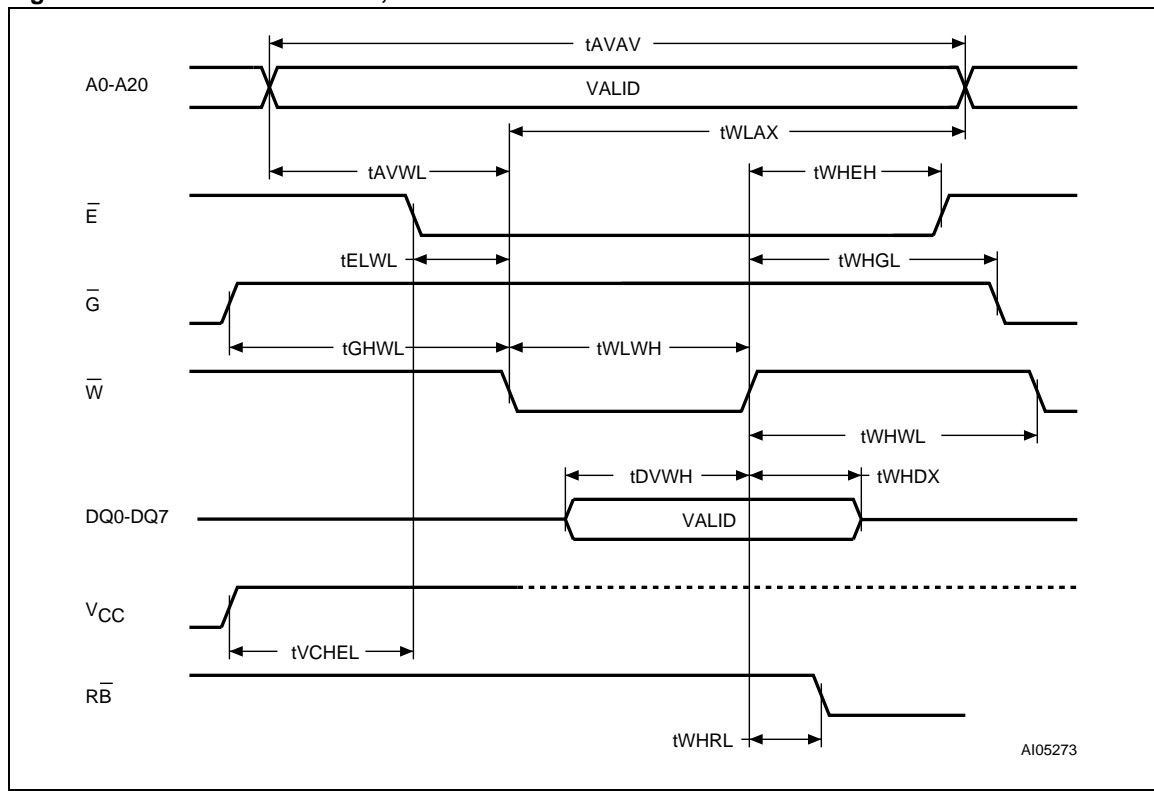 tAVAV
A0-A20
VALID
tWLAX
tAVWL
tWHEH
E̅
tELWL
tWHGL
G̅
tGHWL
tWLWH
W̅
tWHWL
tDVWH
tWHDX
DQ0-DQ7
VALID
VCC
tVCHEL
RB̅
tWHRL
AI05273